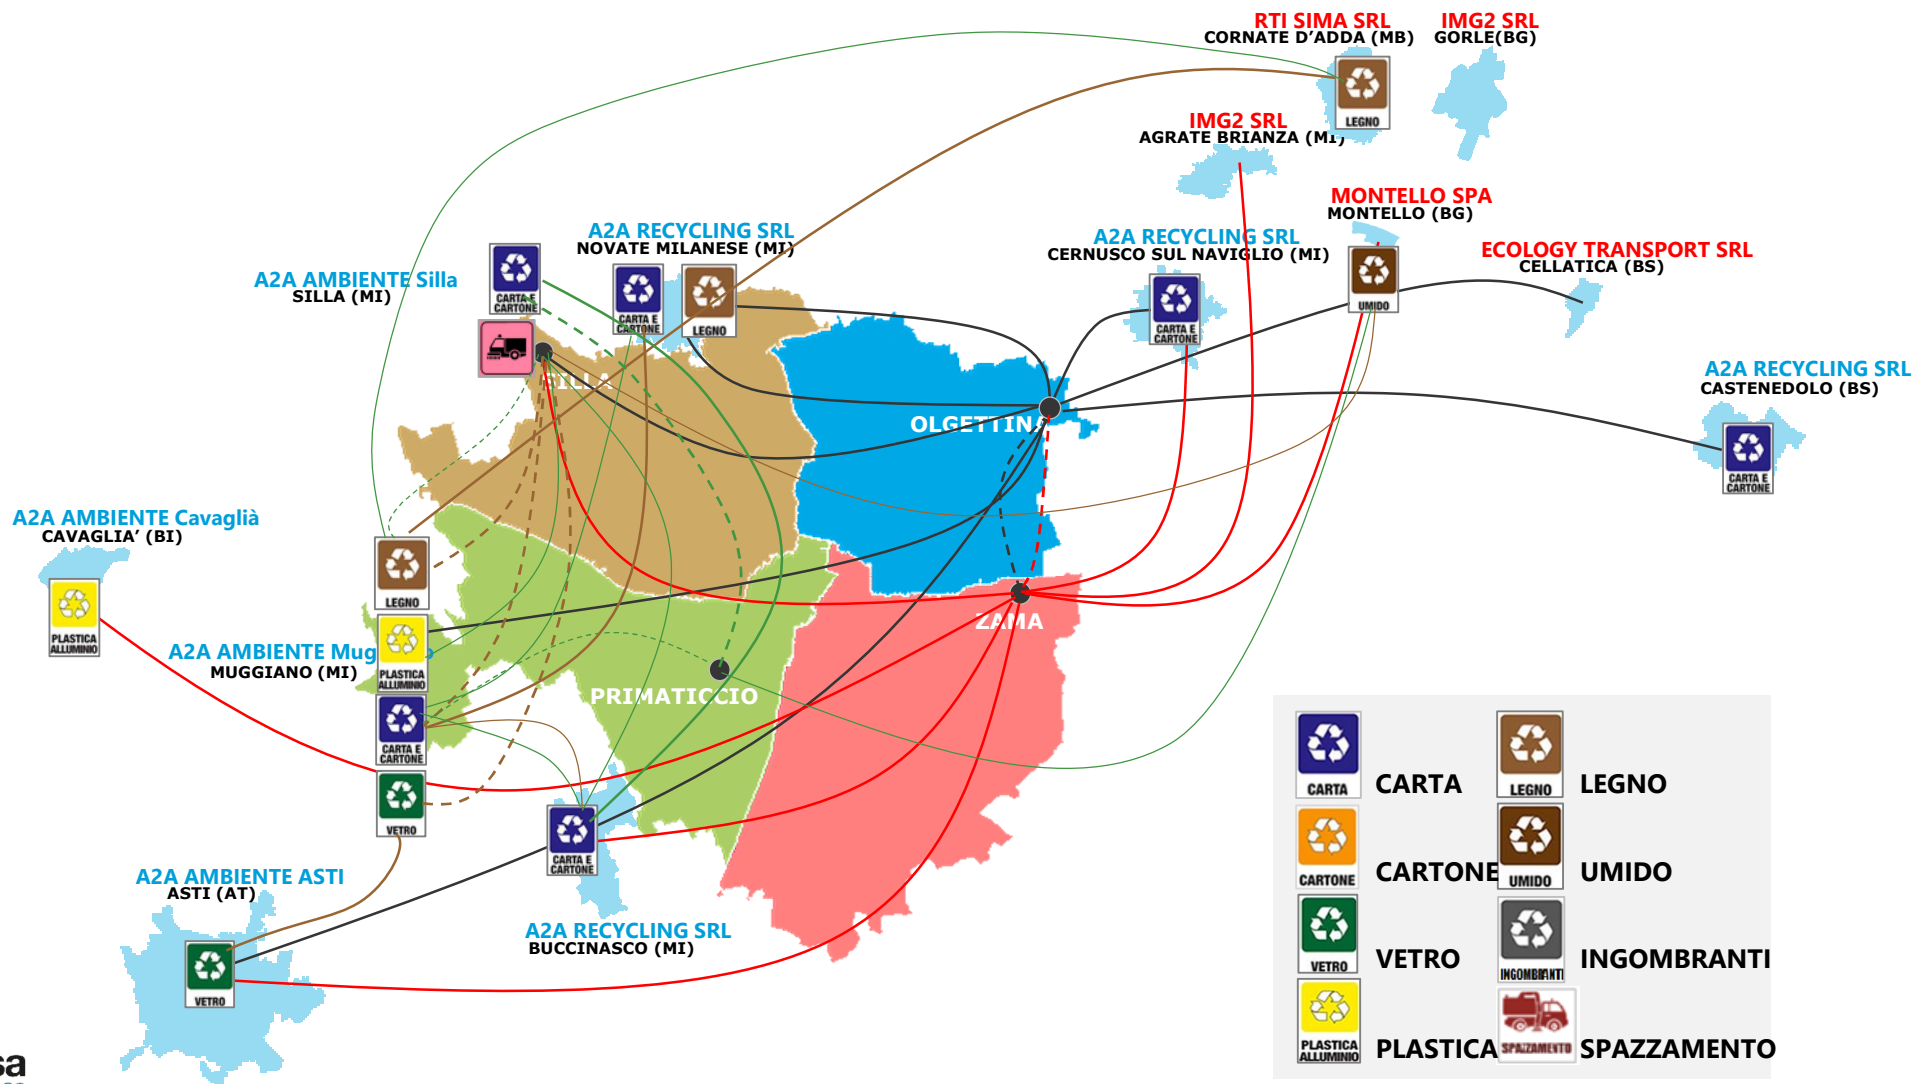 RTI SIMA SRL
CORNATE D'ADDA (MB)
IMG2 SRL
GORLE(BG)
LEGNO
IMG2 SRL
AGRATE BRIANZA (MI)
MONTELLO SPA
MONTELLO (BG)
UMIDO
A2A RECYCLING SRL
NOVATE MILANESE (MI)
CARTA E
CARTONE
LEGNO
A2A RECYCLING SRL
CERNUSCO SUL NAVIGLIO (MI)
CARTA E
CARTONE
ECOLOGY TRANSPORT SRL
CELLATICA (BS)
A2A AMBIENTE Silla
SILLA (MI)
CARTA E
CARTONE
SILLA
A2A RECYCLING SRL
CASTENEDOLO (BS)
CARTA E
CARTONE
OLGETTINA
A2A AMBIENTE Cavaglià
CAVAGLIA' (BI)
PLASTICA
ALLUMINIO
LEGNO
ZAMA
A2A AMBIENTE Mug
MUGGIANO (MI)
PLASTICA
ALLUMINIO
PRIMATICCIO
CARTA E
CARTONE
VETRO
CARTA E
CARTONE
A2A AMBIENTE ASTI
ASTI (AT)
VETRO
A2A RECYCLING SRL
BUCCINASCO (MI)
CARTA
CARTA
LEGNO
LEGNO
CARTONE
CARTONE
UMIDO
UMIDO
VETRO
VETRO
INGOMBRANTI
INGOMBRANTI
PLASTICA
ALLUMINIO
PLASTICA
SPAZZAMENTO
SPAZZAMENTO
sa